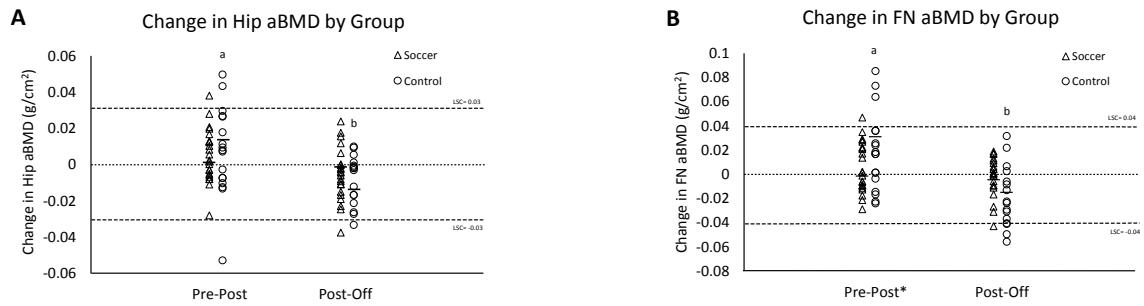 A
Change in Hip aBMD by Group
Change in Hip aBMD (g/cm²)
0.06
0.04
0.02
0
-0.02
-0.04
-0.06
a
b
△ Soccer
○ Control
LSC= 0.03
LSC= -0.03
Pre-Post
Post-Off
B
Change in FN aBMD by Group
Change in FN aBMD (g/cm²)
0.1
0.08
0.06
0.04
0.02
0
-0.02
-0.04
-0.06
-0.08
a
b
△ Soccer
○ Control
LSC= 0.04
LSC= -0.04
Pre-Post*
Post-Off